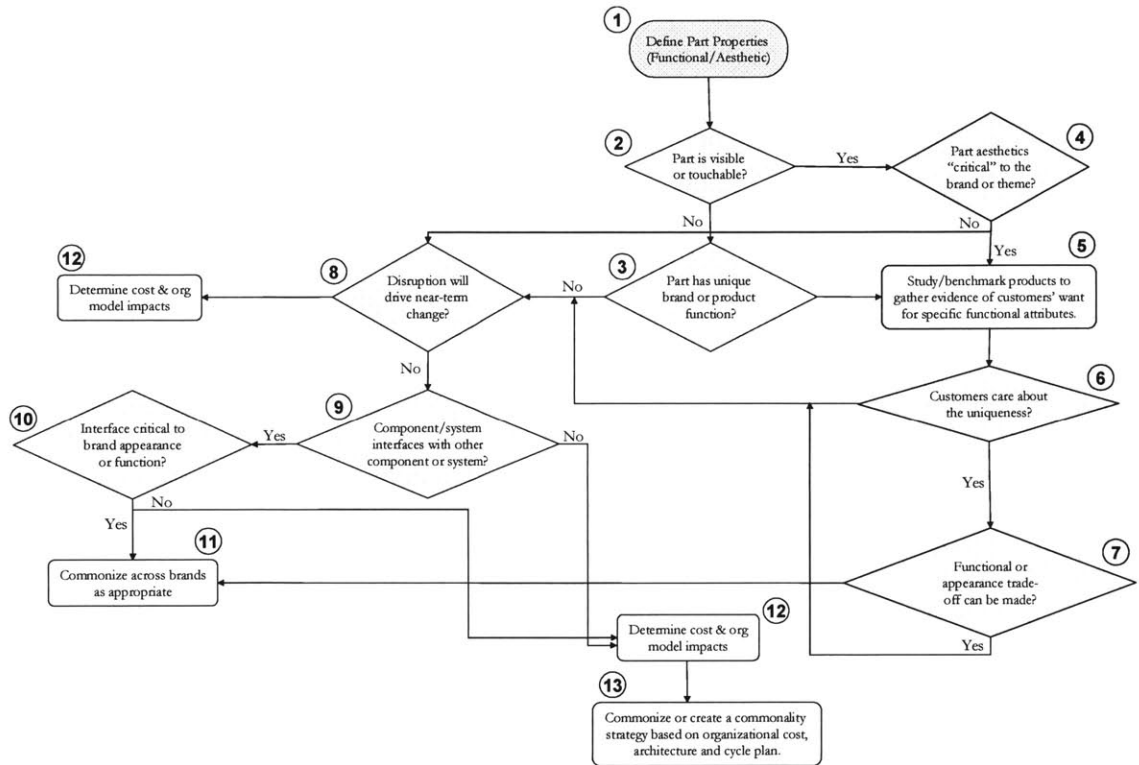 1
Define Part Properties
(Functional/Aesthetic)
2
Part is visible
or touchable?
Yes
4
Part aesthetics
“critical” to the
brand or theme?
No
No
Yes
12
Determine cost & org
model impacts
8
Disruption will
drive near-term
change?
No
3
Part has unique
brand or product
function?
5
Study/benchmark products to
gather evidence of customers’ want
for specific functional attributes.
No
6
Customers care about
the uniqueness?
10
Interface critical to
brand appearance
or function?
Yes
9
Component/system
interfaces with other
component or system?
No
Yes
No
Yes
11
Commonize across brands
as appropriate
7
Functional or
appearance trade-
off can be made?
Yes
12
Determine cost & org
model impacts
13
Commonize or create a commonality
strategy based on organizational cost,
architecture and cycle plan.